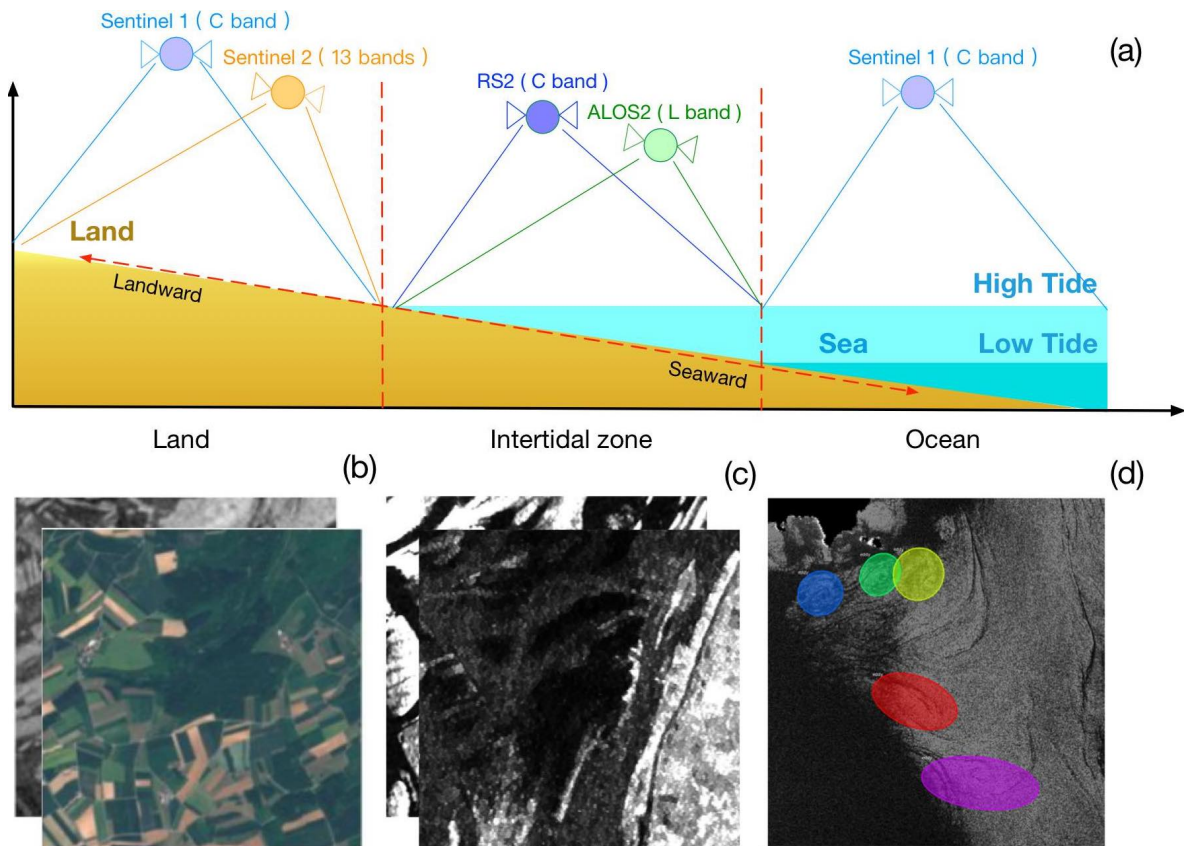 Sentinel 1 ( C band )
Sentinel 2 ( 13 bands )
RS2 ( C band )
ALOS2 ( L band )
Sentinel 1 ( C band )
(a)
Land
Landward
High Tide
Sea
Low Tide
Seaward
Land
Intertidal zone
Ocean
(b)
(c)
(d)